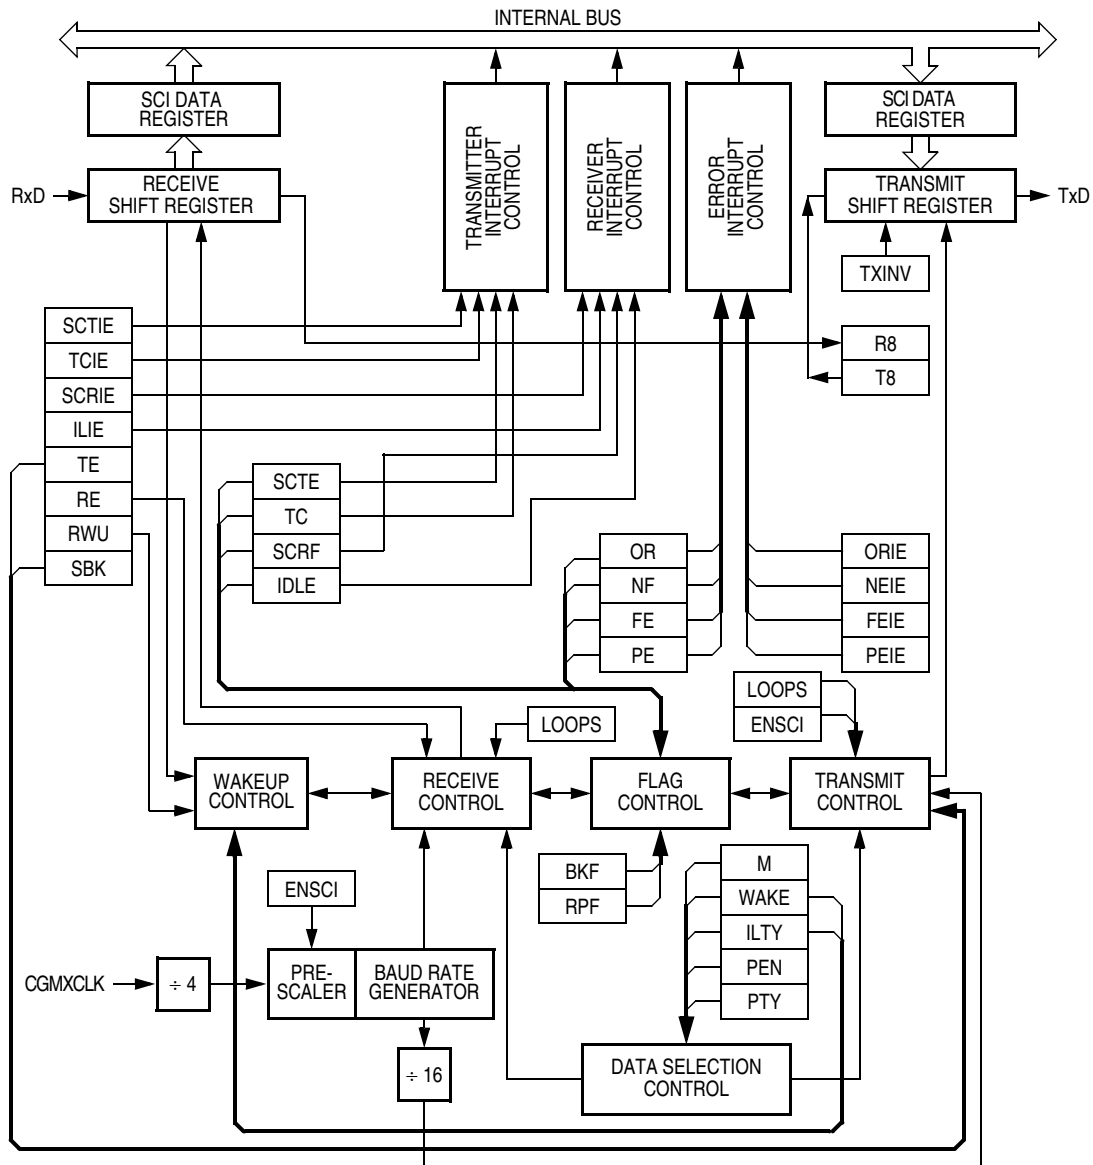 INTERNAL BUS
SCI DATA
REGISTER
SCI DATA
REGISTER
TRANSMITTER
INTERRUPT
CONTROL
RECEIVER
INTERRUPT
CONTROL
ERROR
INTERRUPT
CONTROL
RxD
RECEIVE
SHIFT REGISTER
TRANSMIT
SHIFT REGISTER
TxD
TXINV
SCTIE
TCIE
SCRIE
ILIE
TE
RE
RWU
SBK
R8
T8
SCTE
TC
SCRF
IDLE
OR
NF
FE
PE
ORIE
NEIE
FEIE
PEIE
LOOPS
LOOPS
ENSCI
WAKEUP
CONTROL
RECEIVE
CONTROL
FLAG
CONTROL
TRANSMIT
CONTROL
BKF
RPF
M
WAKE
ILTY
PEN
PTY
ENSCI
CGMXCLK
÷ 4
PRE-
SCALER
BAUD RATE
GENERATOR
÷ 16
DATA SELECTION
CONTROL